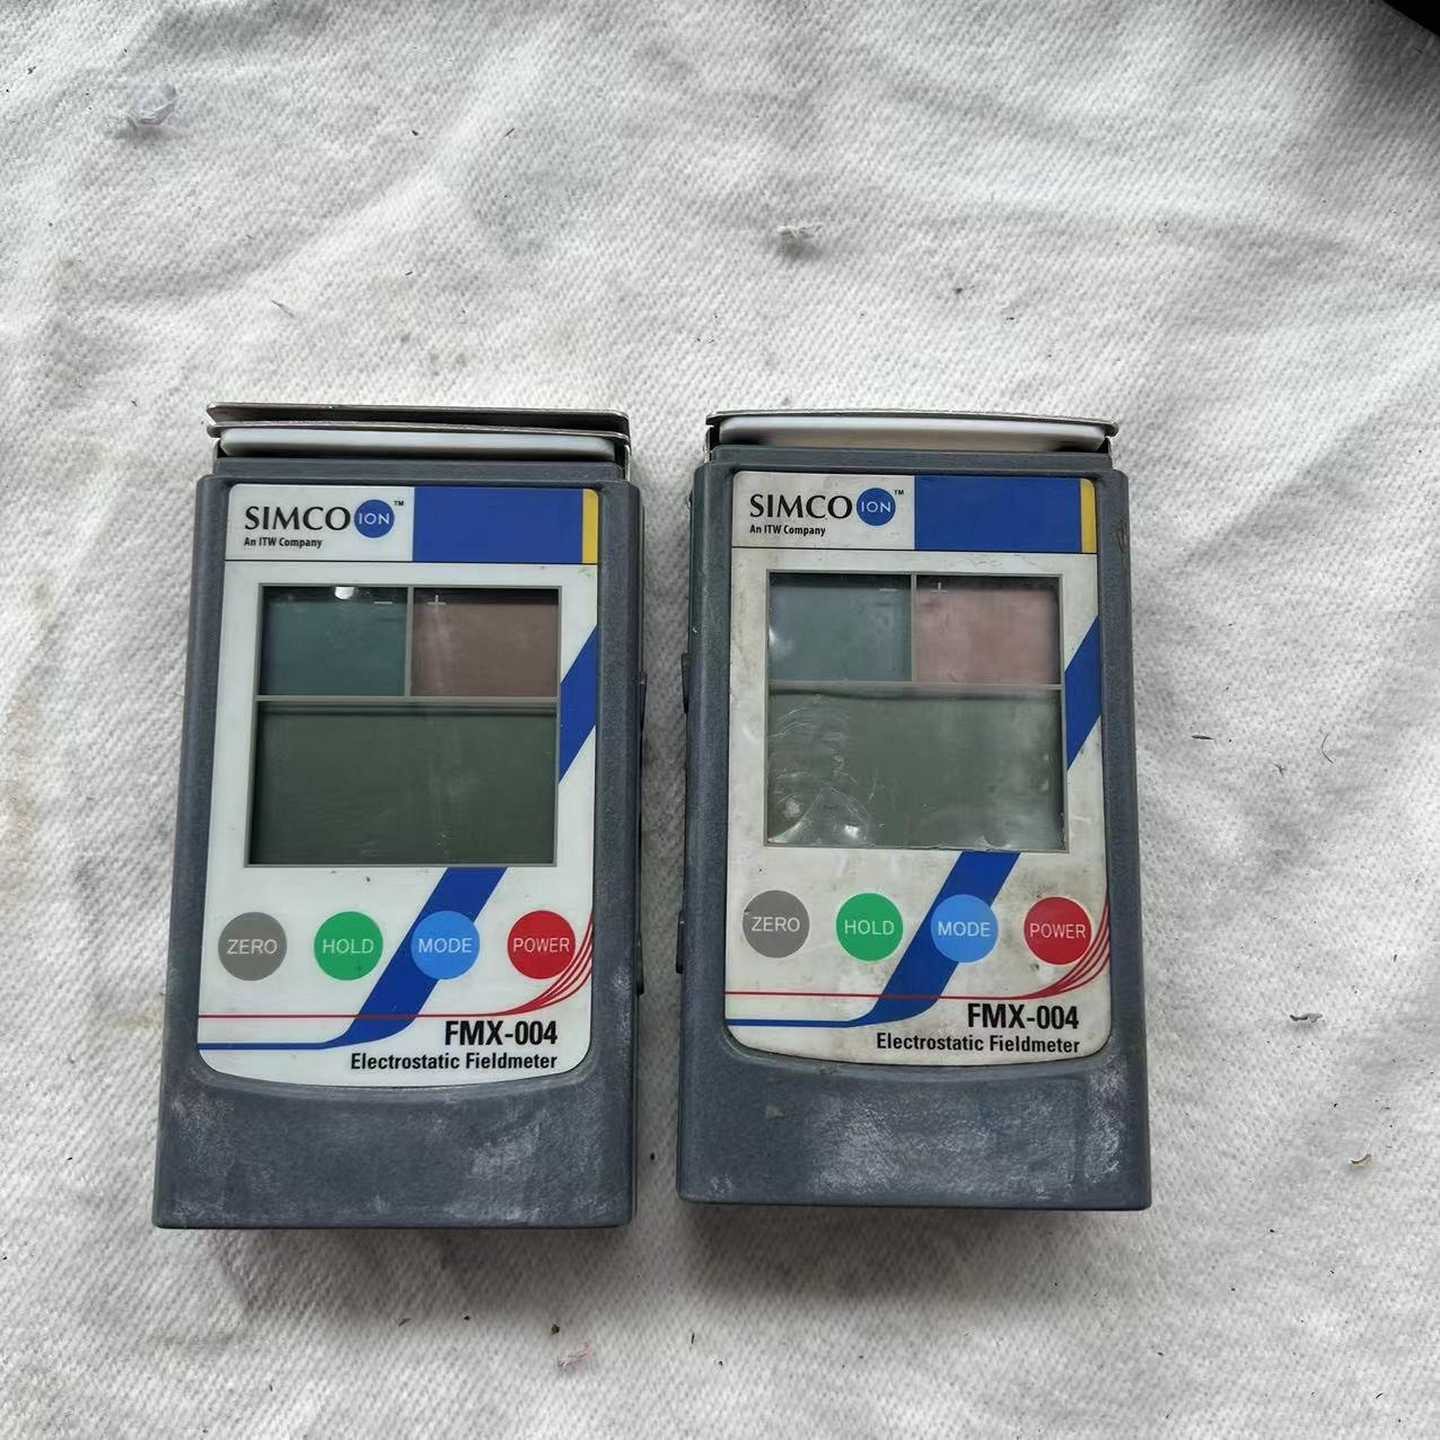 SIMCO ION™
An ITW Company
− +
ZERO HOLD MODE POWER
FMX-004
Electrostatic Fieldmeter
SIMCO ION™
An ITW Company
− +
ZERO HOLD MODE POWER
FMX-004
Electrostatic Fieldmeter